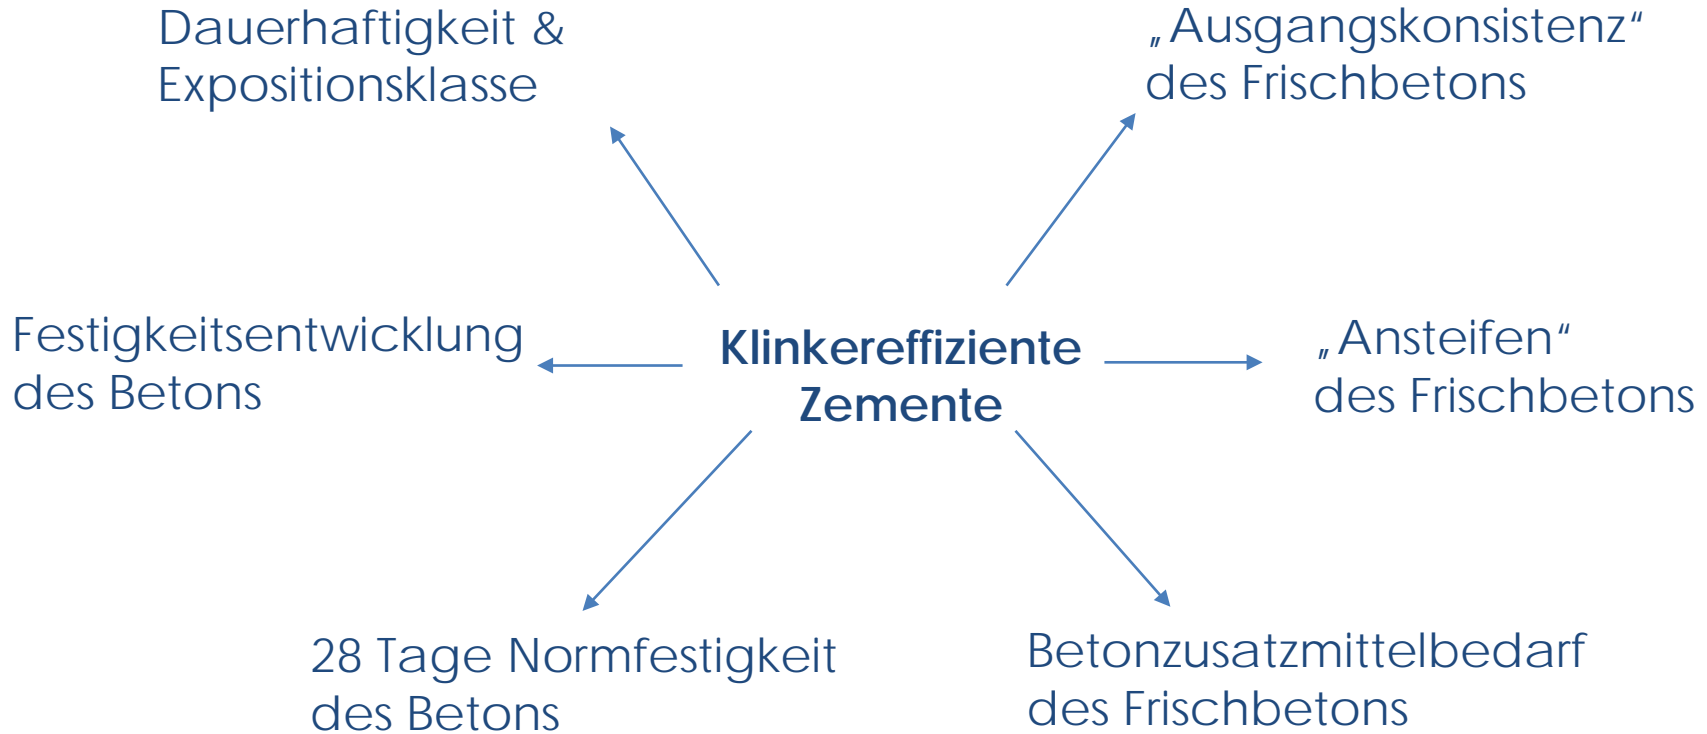 Dauerhaftigkeit &
Expositionsklasse
„Ausgangskonsistenz“
des Frischbetons
Festigkeitsentwicklung
des Betons
Klinkereffiziente
Zemente
„Ansteifen“
des Frischbetons
28 Tage Normfestigkeit
des Betons
Betonzusatzmittelbedarf
des Frischbetons